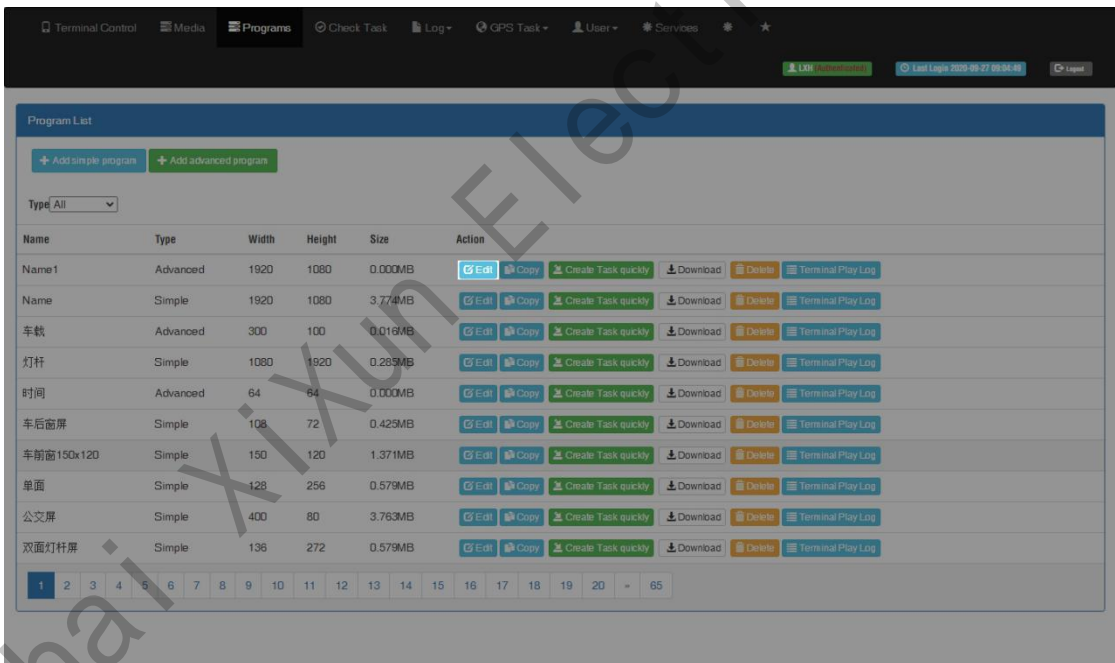 Terminal Control Media Programs Check Task Log GPS Task User Services
LXH (Authenticated) Last Login 2020-09-27 09:04:49 Logout
Program List
Add simple program Add advanced program
Type All
Name Type Width Height Size Action
Name1 Advanced 1920 1080 0.000MB Edit Copy Create Task quickly Download Delete Terminal Play Log
Name Simple 1920 1080 3.774MB Edit Copy Create Task quickly Download Delete Terminal Play Log
车载 Advanced 300 100 0.016MB Edit Copy Create Task quickly Download Delete Terminal Play Log
灯杆 Simple 1080 1920 0.285MB Edit Copy Create Task quickly Download Delete Terminal Play Log
时间 Advanced 64 64 0.000MB Edit Copy Create Task quickly Download Delete Terminal Play Log
车后窗屏 Simple 108 72 0.425MB Edit Copy Create Task quickly Download Delete Terminal Play Log
车前窗150x120 Simple 150 120 1.371MB Edit Copy Create Task quickly Download Delete Terminal Play Log
单面 Simple 128 256 0.579MB Edit Copy Create Task quickly Download Delete Terminal Play Log
公交屏 Simple 400 80 3.763MB Edit Copy Create Task quickly Download Delete Terminal Play Log
双面灯杆屏 Simple 136 272 0.579MB Edit Copy Create Task quickly Download Delete Terminal Play Log
1 2 3 4 5 6 7 8 9 10 11 12 13 14 15 16 17 18 19 20 » 65
hai XiXun Elect